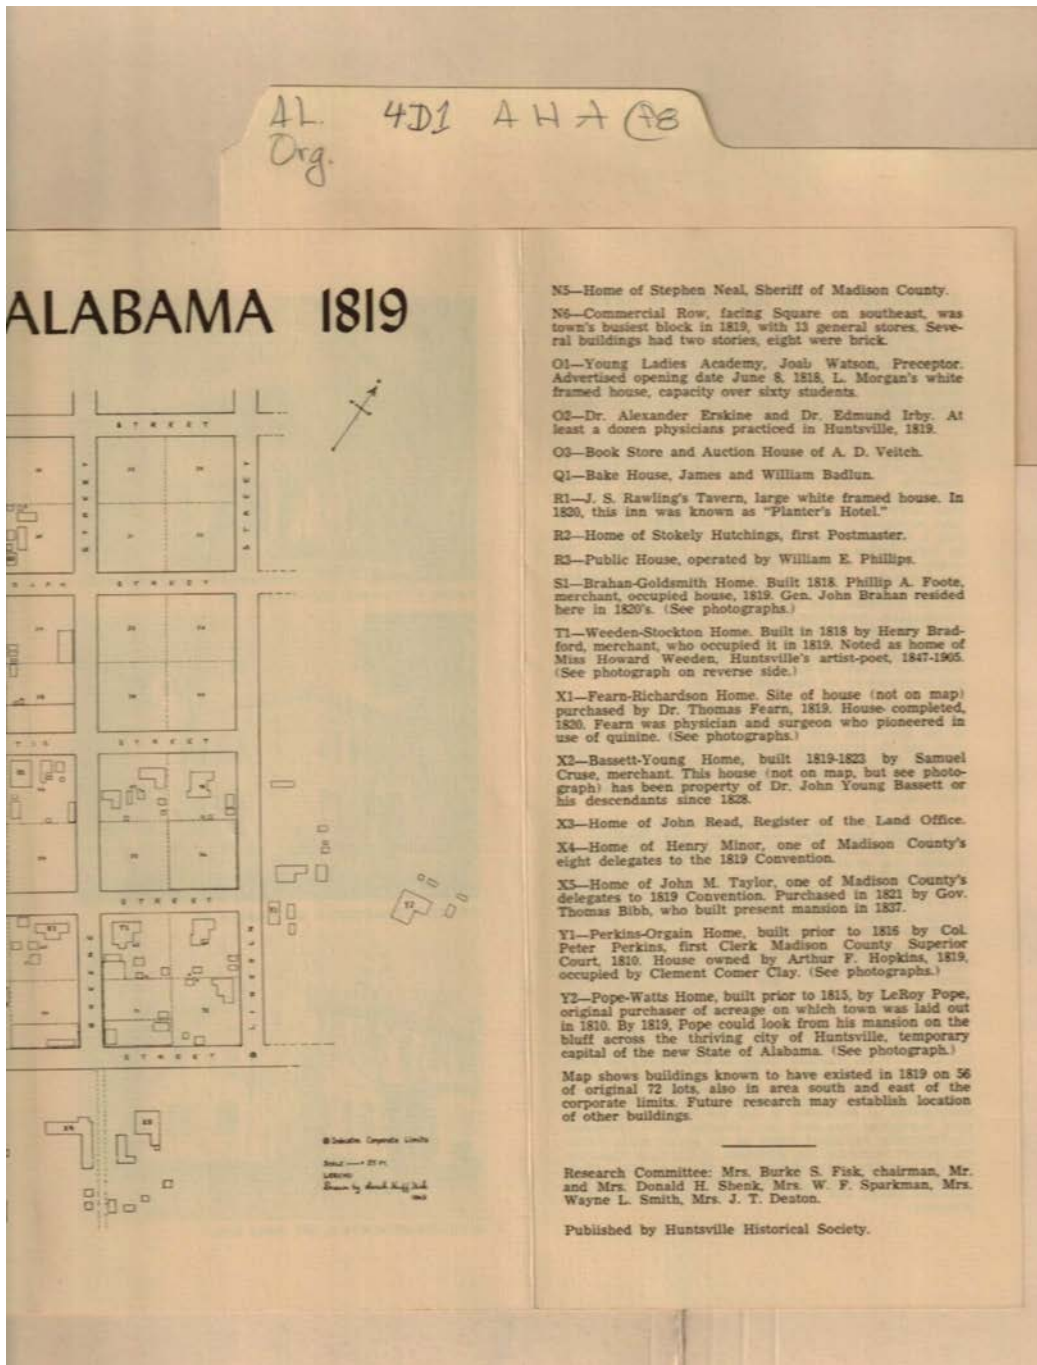 AL. 4D1 AHA
Org.
ALABAMA 1819
STREET
STREET
STREET
STREET
STREET
STREET
STREET
GREENE
LINCOLN
STREET
Indicates Corporate Limits
N5—Home of Stephen Neal, Sheriff of Madison County.
N6—Commercial Row, facing Square on southeast, was
town's busiest block in 1819, with 13 general stores. Seve-
ral buildings had two stories, eight were brick.
O1—Young Ladies Academy, Joab Watson, Preceptor.
Advertised opening date June 8, 1818, L. Morgan's white
framed house, capacity over sixty students.
O2—Dr. Alexander Erskine and Dr. Edmund Irby. At
least a dozen physicians practiced in Huntsville, 1819.
O3—Book Store and Auction House of A. D. Veitch.
Q1—Bake House, James and William Badlun.
R1—J. S. Rawling's Tavern, large white framed house. In
1820, this inn was known as "Planter's Hotel."
R2—Home of Stokely Hutchings, first Postmaster.
R3—Public House, operated by William E. Phillips.
S1—Brahan-Goldsmith Home. Built 1818. Phillip A. Foote,
merchant, occupied house, 1819. Gen. John Brahan resided
here in 1820's. (See photographs.)
T1—Weeden-Stockton Home. Built in 1818 by Henry Brad-
ford, merchant, who occupied it in 1819. Noted as home of
Miss Howard Weeden, Huntsville's artist-poet, 1847-1905.
(See photograph on reverse side.)
X1—Fearn-Richardson Home. Site of house (not on map)
purchased by Dr. Thomas Fearn, 1819. House completed,
1820. Fearn was physician and surgeon who pioneered in
use of quinine. (See photographs.)
X2—Bassett-Young Home, built 1819-1823 by Samuel
Cruse, merchant. This house (not on map, but see photo-
graph) has been property of Dr. John Young Bassett or
his descendants since 1828.
X3—Home of John Read, Register of the Land Office.
X4—Home of Henry Minor, one of Madison County's
eight delegates to the 1819 Convention.
X5—Home of John M. Taylor, one of Madison County's
delegates to 1819 Convention. Purchased in 1821 by Gov.
Thomas Bibb, who built present mansion in 1837.
Y1—Perkins-Orgain Home, built prior to 1816 by Col.
Peter Perkins, first Clerk Madison County Superior
Court, 1810. House owned by Arthur F. Hopkins, 1819,
occupied by Clement Comer Clay. (See photographs.)
Y2—Pope-Watts Home, built prior to 1815, by LeRoy Pope,
original purchaser of acreage on which town was laid out
in 1810. By 1819, Pope could look from his mansion on the
bluff across the thriving city of Huntsville, temporary
capital of the new State of Alabama. (See photograph.)
Map shows buildings known to have existed in 1819 on 56
of original 72 lots, also in area south and east of the
corporate limits. Future research may establish location
of other buildings.
Research Committee: Mrs. Burke S. Fisk, chairman, Mr.
and Mrs. Donald H. Shenk, Mrs. W. F. Sparkman, Mrs.
Wayne L. Smith, Mrs. J. T. Deaton.
Published by Huntsville Historical Society.